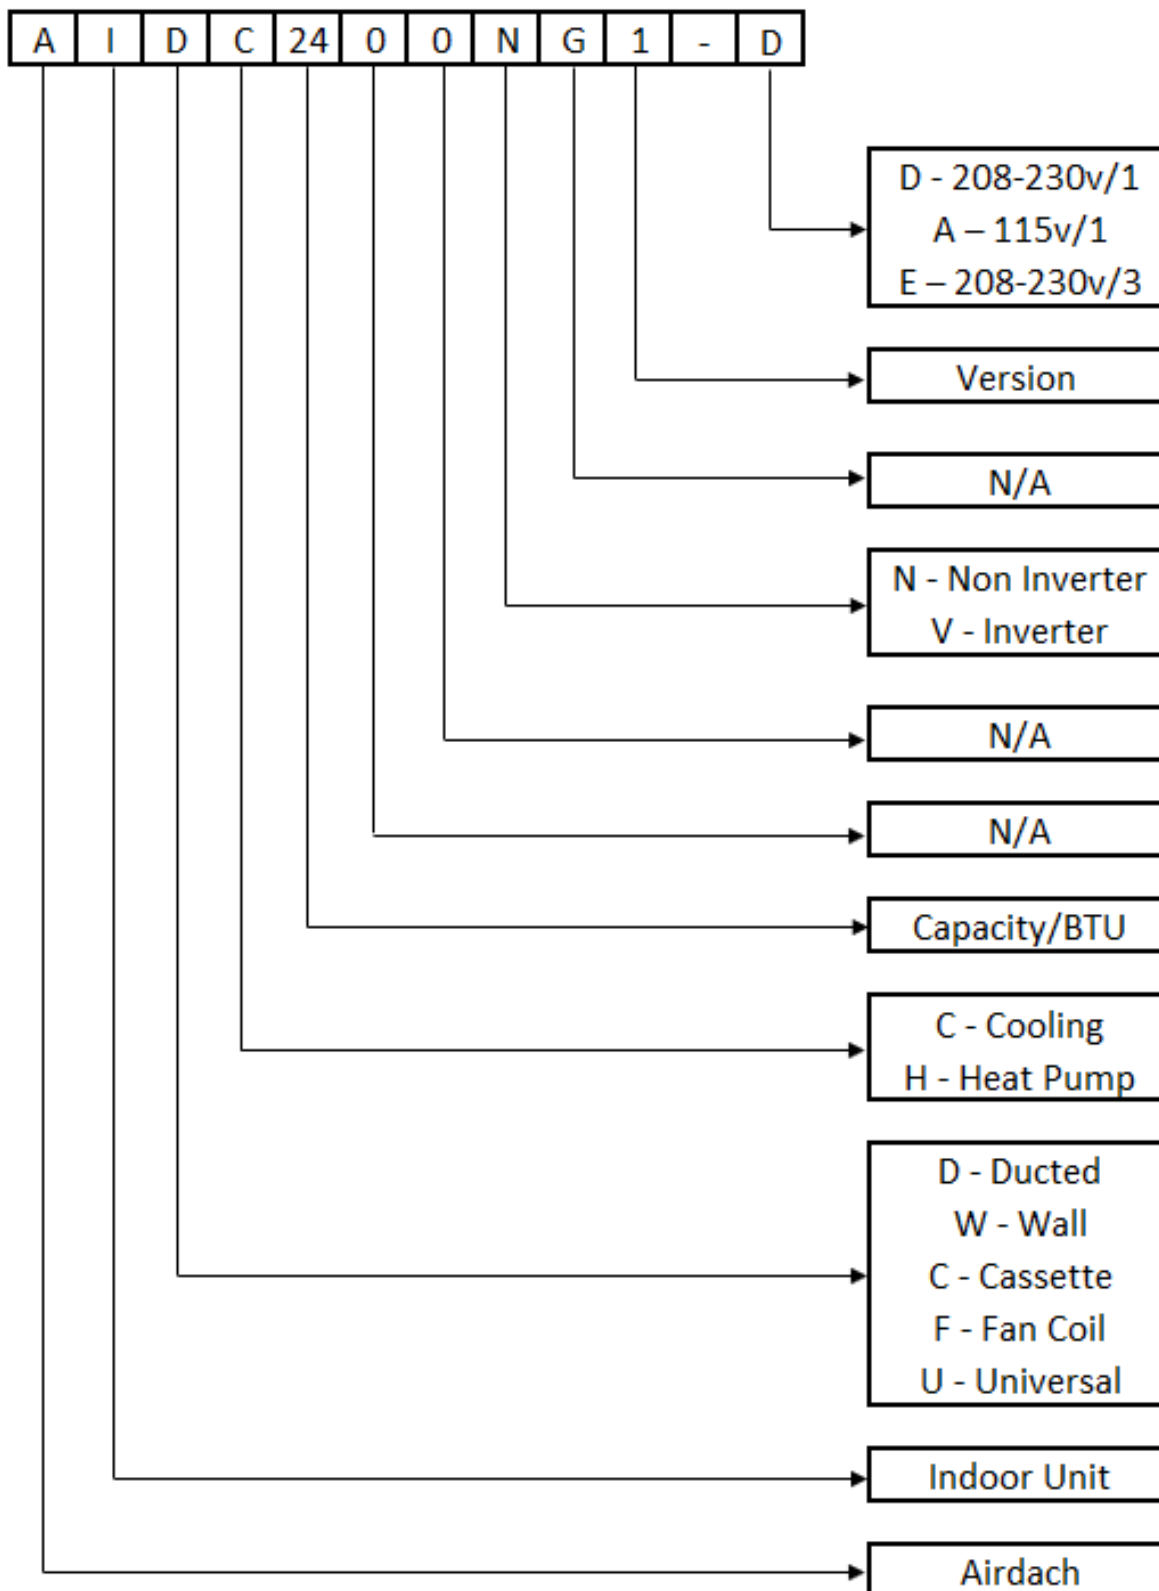 A I D C 24 0 0 N G 1 - D
D - 208-230v/1
A – 115v/1
E – 208-230v/3
Version
N/A
N - Non Inverter
V - Inverter
N/A
N/A
Capacity/BTU
C - Cooling
H - Heat Pump
D - Ducted
W - Wall
C - Cassette
F - Fan Coil
U - Universal
Indoor Unit
Airdach